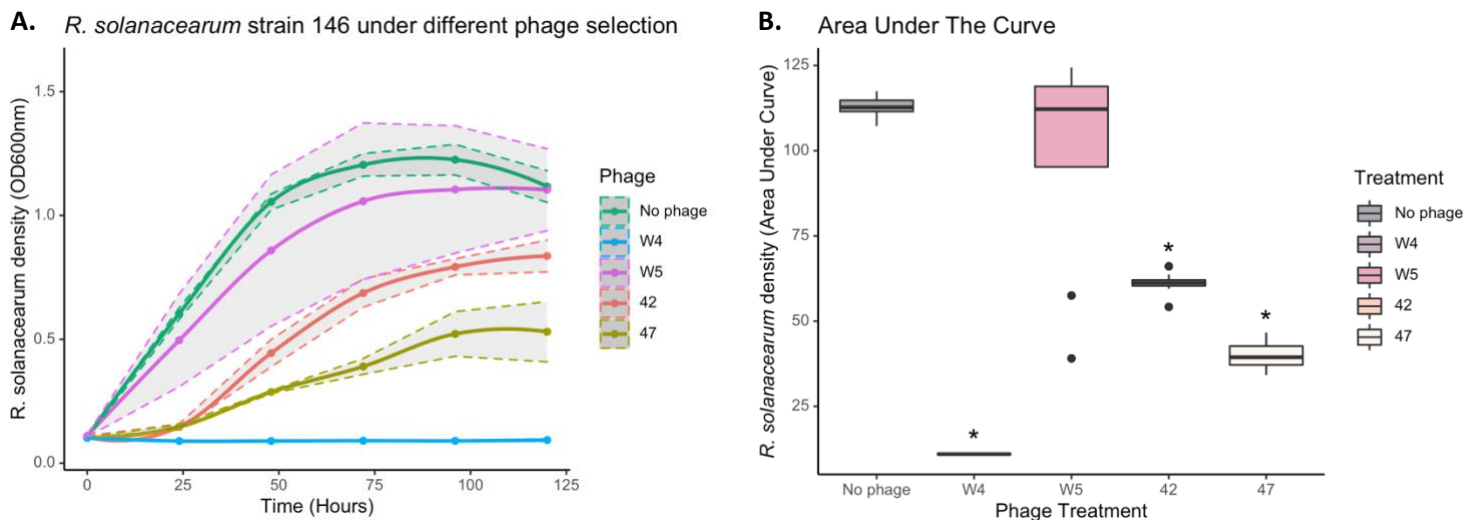 A. R. solanacearum strain 146 under different phage selection
R. solanacearum density (OD600nm)
1.5
1.0
0.5
0.0
0 25 50 75 100 125
Time (Hours)
Phage
No phage
W4
W5
42
47
B. Area Under The Curve
R. solanacearum density (Area Under Curve)
125
100
75
50
25
*
*
*
No phage W4 W5 42 47
Phage Treatment
Treatment
No phage
W4
W5
42
47